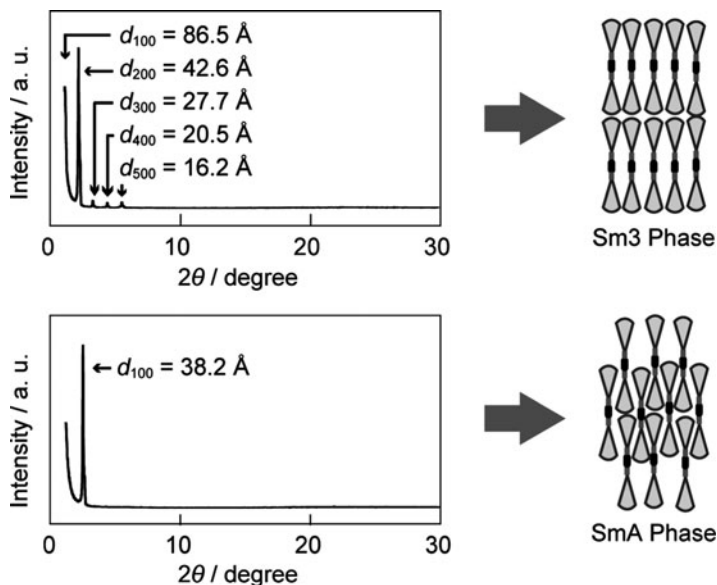 Intensity / a. u.
d100 = 86.5 Å
d200 = 42.6 Å
d300 = 27.7 Å
d400 = 20.5 Å
d500 = 16.2 Å
0 10 20 30
2θ / degree
Sm3 Phase
Intensity / a. u.
d100 = 38.2 Å
0 10 20 30
2θ / degree
SmA Phase